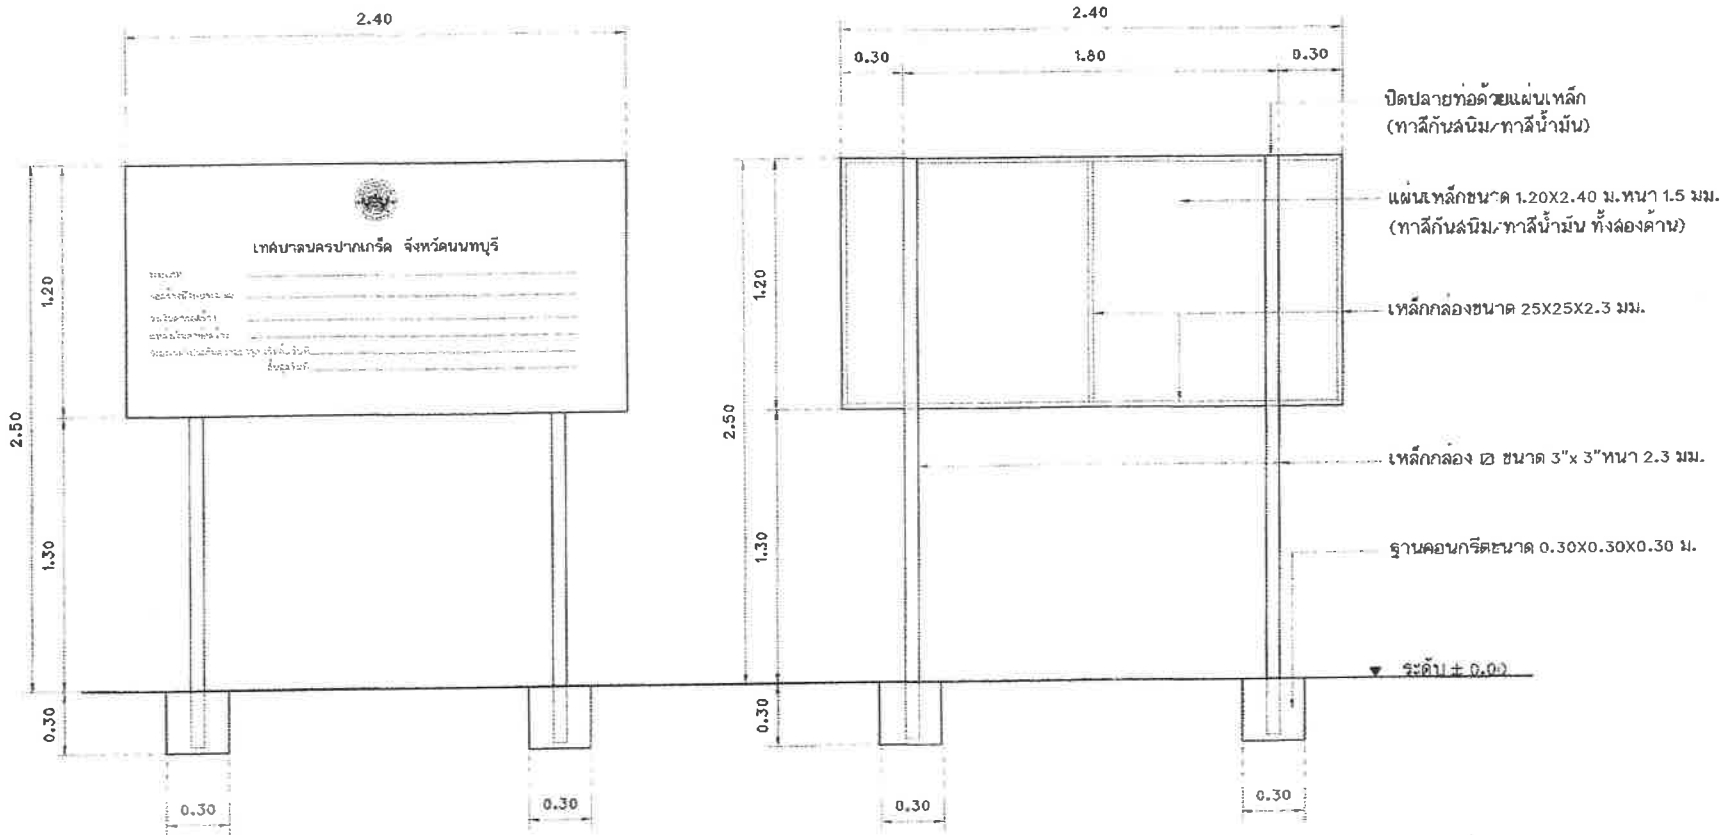 2.40
2.40
0.30
1.80
0.30
ปิดปลายท่อด้วยแผ่นเหล็ก
(ทาสีกันสนิม/ทาสีน้ำมัน)
แผ่นเหล็กขนาด 1.20X2.40 ม.หนา 1.5 มม.
(ทาสีกันสนิม/ทาสีน้ำมัน ทั้งสองด้าน)
เทศบาลนครปากเกร็ด จังหวัดนนทบุรี
สิ้นสุดวันที่
1.20
1.20
เหล็กกล่องขนาด 25X25X2.3 มม.
2.50
2.50
เหล็กกล่อง ขนาด 3"x 3"หนา 2.3 มม.
1.30
1.30
ฐานคอนกรีตขนาด 0.30X0.30X0.30 ม.
ระดับ ± 0.00
0.30
0.30
0.30
0.30
0.30
0.30